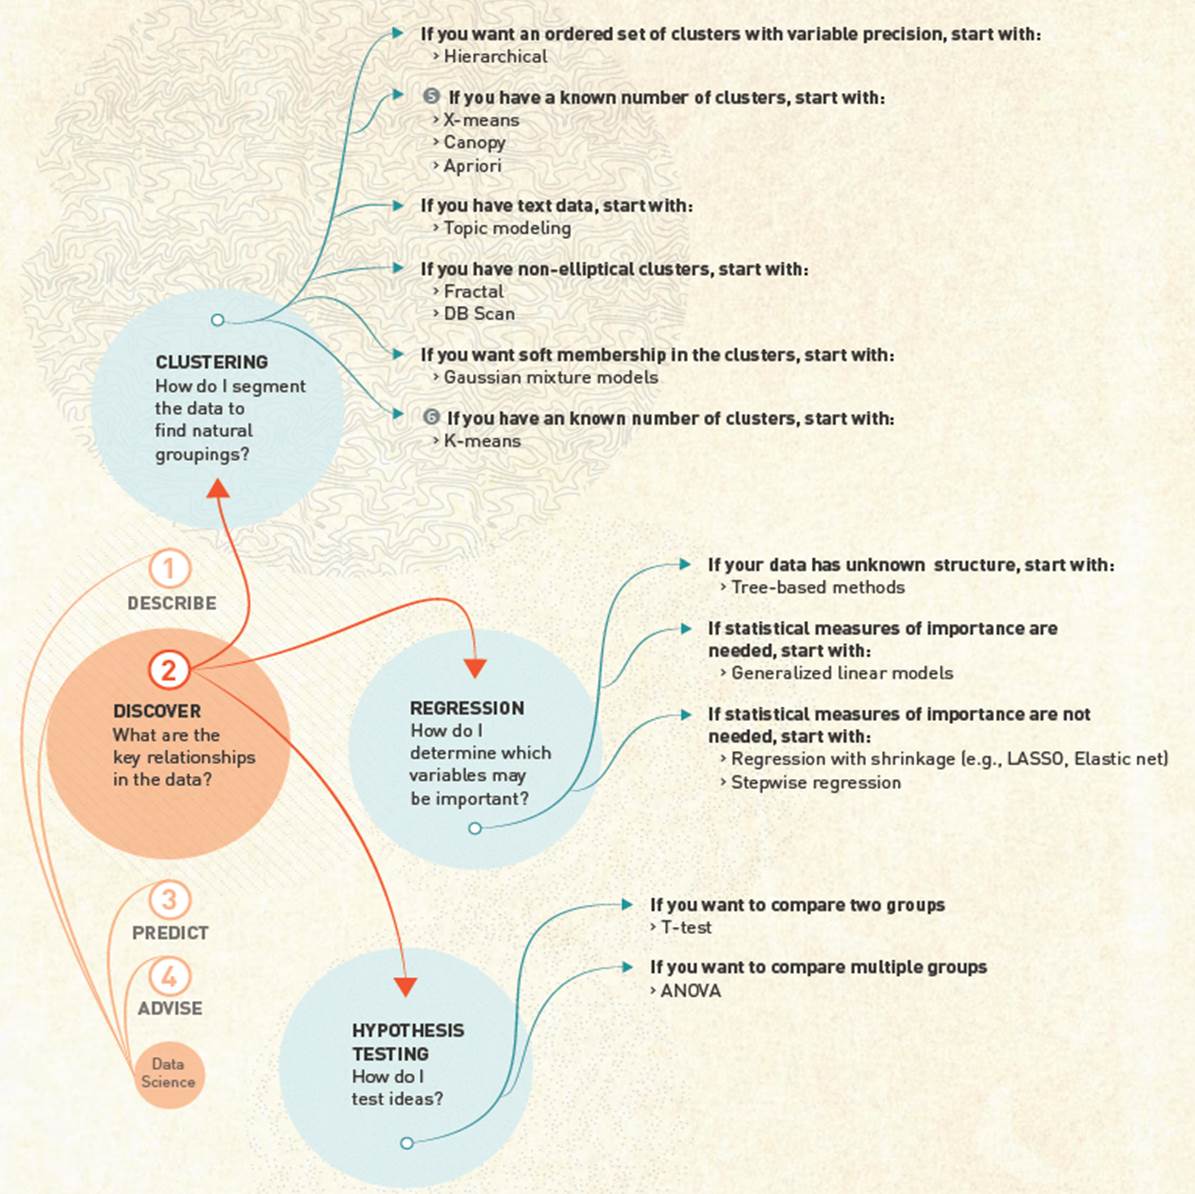 If you want an ordered set of clusters with variable precision, start with:
› Hierarchical
5 If you have a known number of clusters, start with:
› X-means
› Canopy
› Apriori
If you have text data, start with:
› Topic modeling
If you have non-elliptical clusters, start with:
› Fractal
› DB Scan
If you want soft membership in the clusters, start with:
› Gaussian mixture models
6 If you have an known number of clusters, start with:
› K-means
CLUSTERING
How do I segment
the data to
find natural
groupings?
1
DESCRIBE
2
DISCOVER
What are the
key relationships
in the data?
3
PREDICT
4
ADVISE
Data
Science
REGRESSION
How do I
determine which
variables may
be important?
If your data has unknown structure, start with:
› Tree-based methods
If statistical measures of importance are
needed, start with:
› Generalized linear models
If statistical measures of importance are not
needed, start with:
› Regression with shrinkage (e.g., LASSO, Elastic net)
› Stepwise regression
HYPOTHESIS
TESTING
How do I
test ideas?
If you want to compare two groups
› T-test
If you want to compare multiple groups
› ANOVA